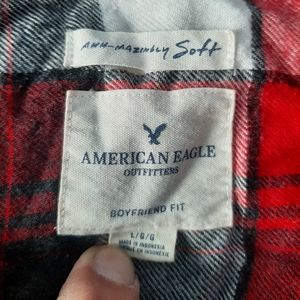 AHH-MAZINGLY Soft
AMERICAN EAGLE
OUTFITTERS
BOYFRIEND FIT
L/G/G
MADE IN INDONESIA